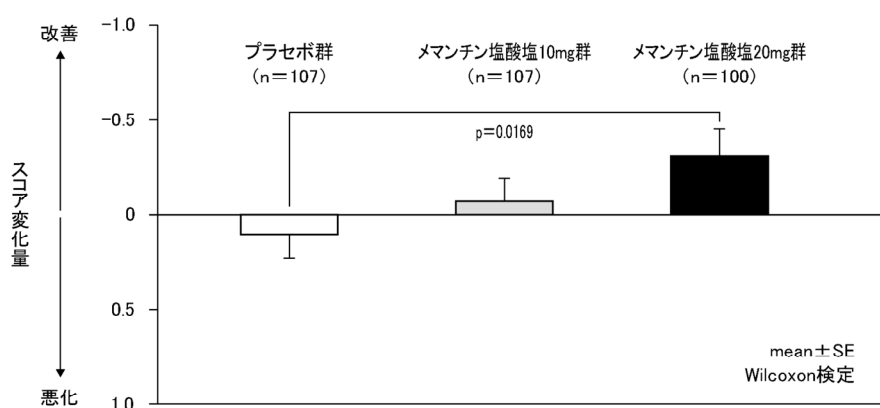 改善
スコア変化量
悪化
-1.0
-0.5
0
0.5
1.0
プラセボ群
(n=107)
メマンチン塩酸塩10mg群
(n=107)
メマンチン塩酸塩20mg群
(n=100)
p=0.0169
mean±SE
Wilcoxon検定